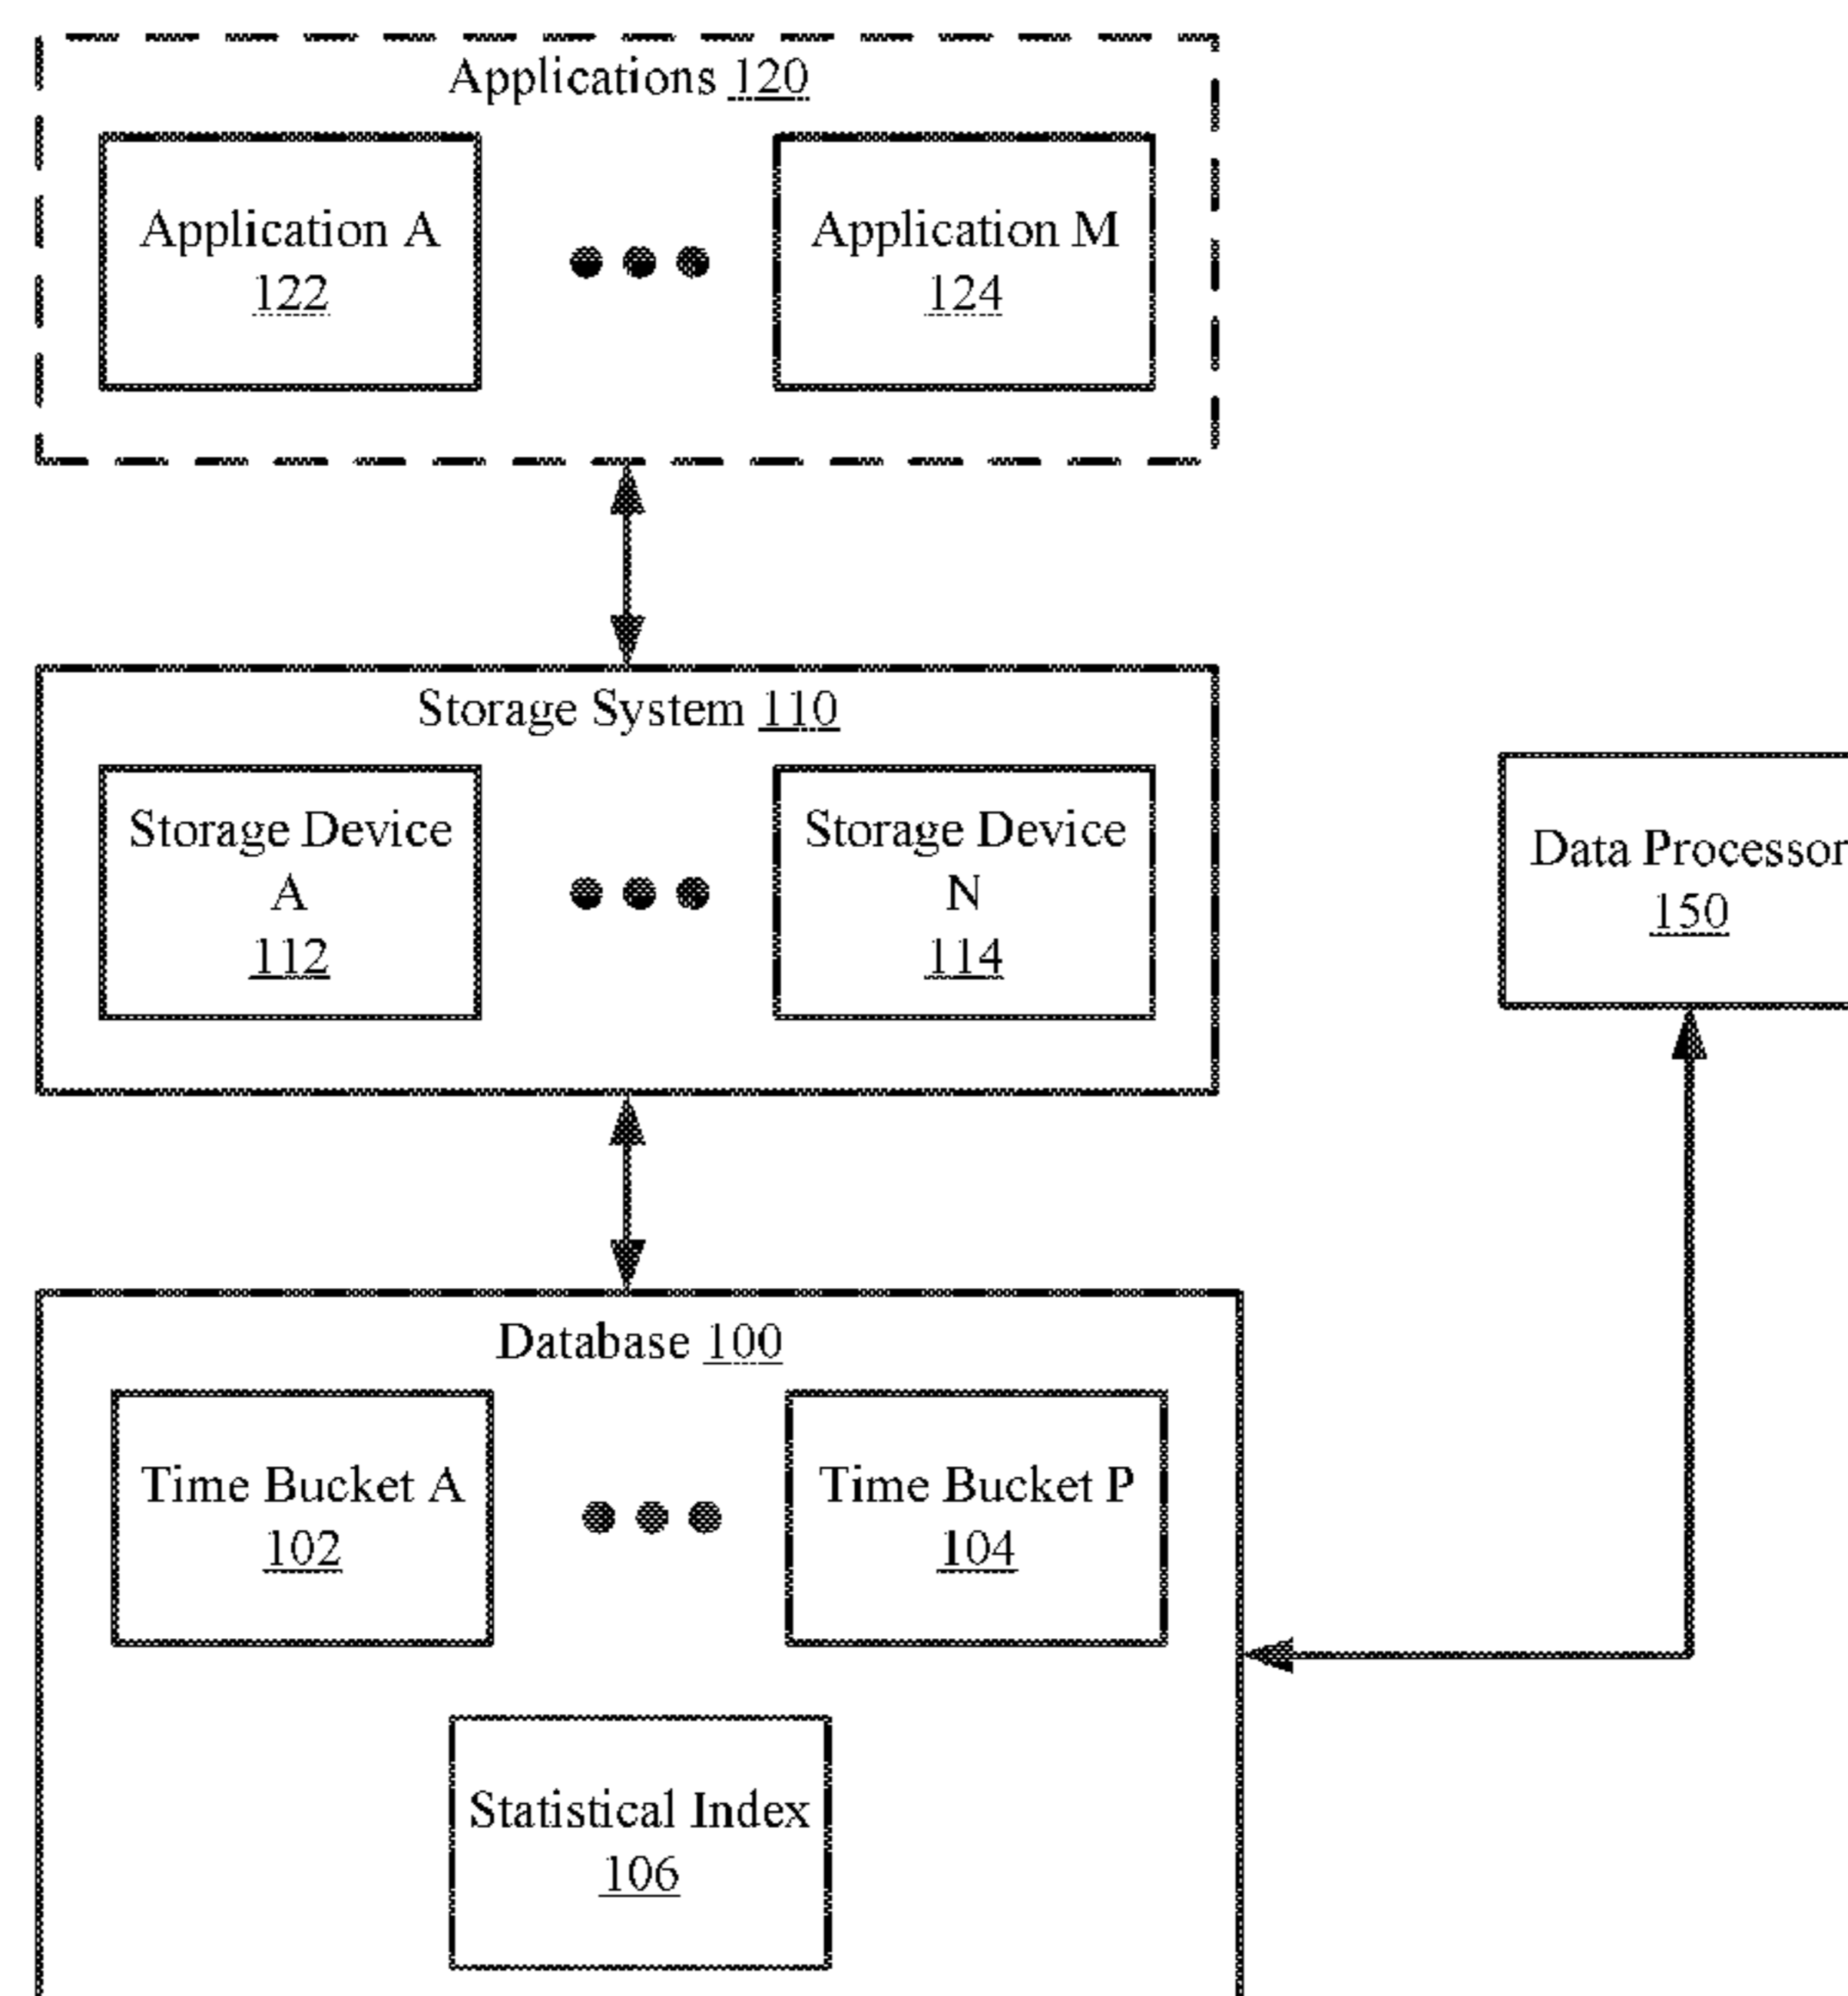 Applications 120
Application A
122
Application M
124
Storage System 110
Storage Device
A
112
Storage Device
N
114
Data Processor
150
Database 100
Time Bucket A
102
Time Bucket P
104
Statistical Index
106